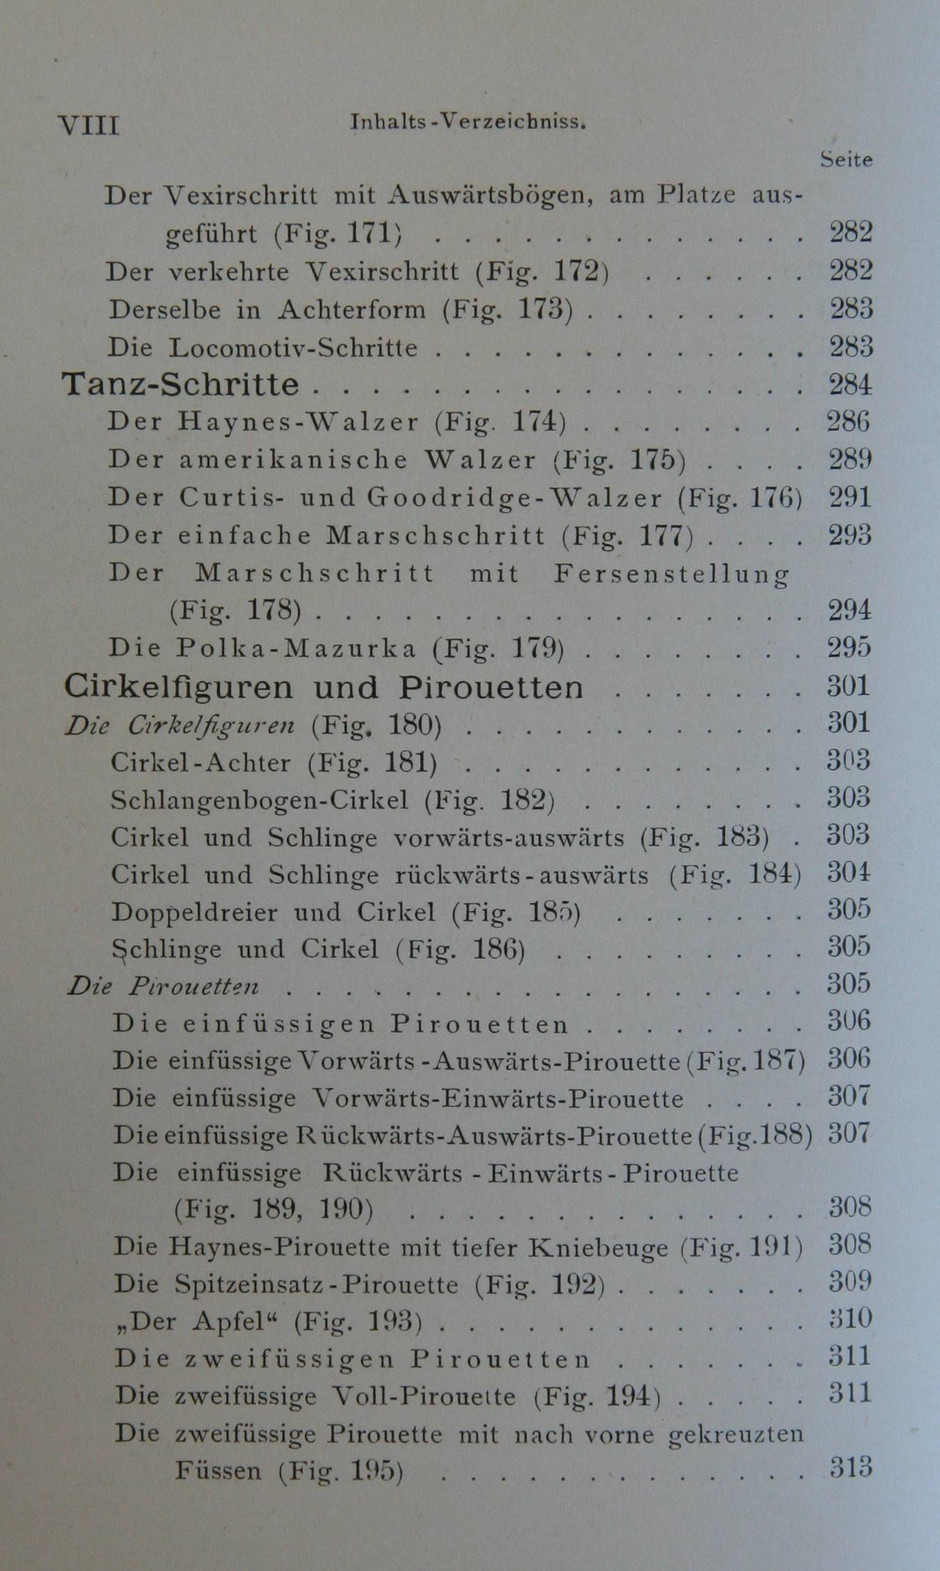 VIII Inhalts-Verzeichniss.
Seite
Der Vexirschritt mit Auswärtsbögen, am Platze aus-
geführt (Fig. 171) . . . . . . . . . . . . . 282
Der verkehrte Vexirschritt (Fig. 172) . . . . . . 282
Derselbe in Achterform (Fig. 173) . . . . . . . . 283
Die Locomotiv-Schritte . . . . . . . . . . . . . 283
Tanz-Schritte . . . . . . . . . . . . . . . . . 284
Der Haynes-Walzer (Fig. 174) . . . . . . . . 286
Der amerikanische Walzer (Fig. 175) . . . . 289
Der Curtis- und Goodridge-Walzer (Fig. 176) 291
Der einfache Marschschritt (Fig. 177) . . . . 293
Der Marschschritt mit Fersenstellung
(Fig. 178) . . . . . . . . . . . . . . . . . 294
Die Polka-Mazurka (Fig. 179) . . . . . . . . 295
Cirkelfiguren und Pirouetten . . . . . . . 301
Die Cirkelfiguren (Fig. 180) . . . . . . . . . . . . 301
Cirkel-Achter (Fig. 181) . . . . . . . . . . . . 303
Schlangenbogen-Cirkel (Fig. 182) . . . . . . . . 303
Cirkel und Schlinge vorwärts-auswärts (Fig. 183) . 303
Cirkel und Schlinge rückwärts-auswärts (Fig. 184) 304
Doppeldreier und Cirkel (Fig. 185) . . . . . . . 305
Schlinge und Cirkel (Fig. 186) . . . . . . . . . 305
Die Pirouetten . . . . . . . . . . . . . . . . . . 305
Die einfüssigen Pirouetten . . . . . . . . 306
Die einfüssige Vorwärts-Auswärts-Pirouette (Fig. 187) 306
Die einfüssige Vorwärts-Einwärts-Pirouette . . . . 307
Die einfüssige Rückwärts-Auswärts-Pirouette (Fig. 188) 307
Die einfüssige Rückwärts-Einwärts-Pirouette
(Fig. 189, 190) . . . . . . . . . . . . . . 308
Die Haynes-Pirouette mit tiefer Kniebeuge (Fig. 191) 308
Die Spitzeinsatz-Pirouette (Fig. 192) . . . . . . . 309
„Der Apfel“ (Fig. 193) . . . . . . . . . . . . . 310
Die zweifüssigen Pirouetten . . . . . . . 311
Die zweifüssige Voll-Pirouette (Fig. 194) . . . . . 311
Die zweifüssige Pirouette mit nach vorne gekreuzten
Füssen (Fig. 195) . . . . . . . . . . . . . 313